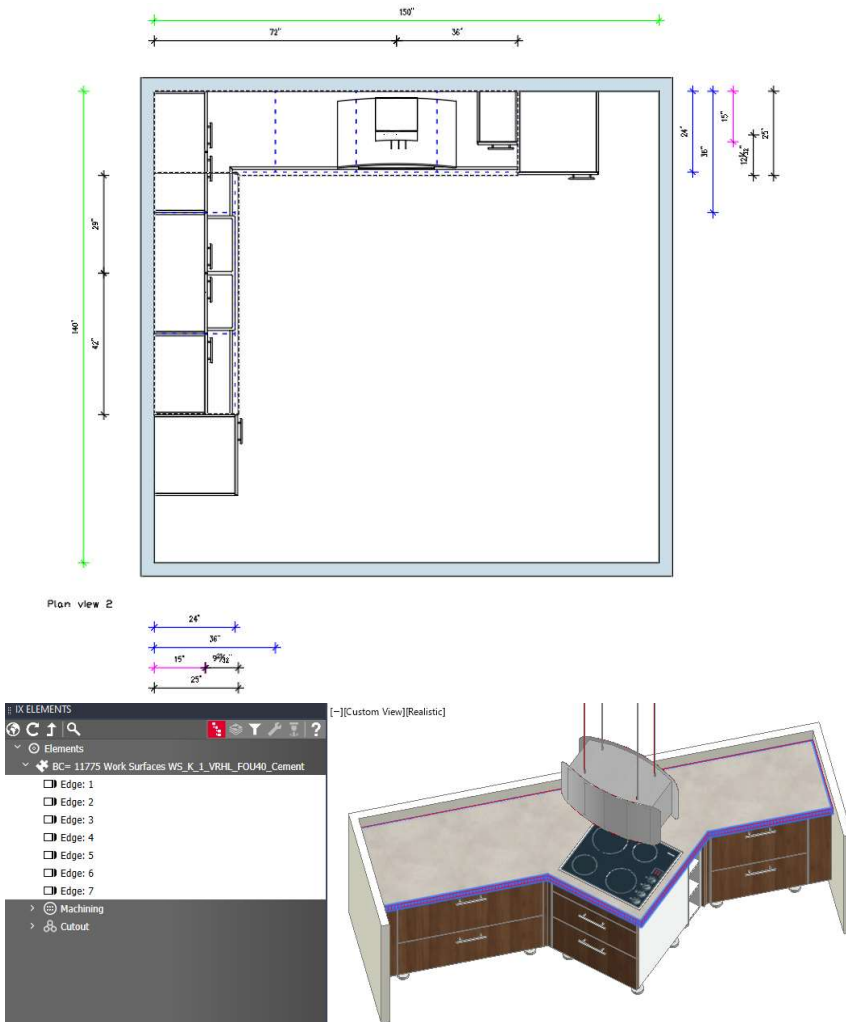 150"
72"
36"
24"
36"
15"
25"
29"
140"
42"
Plan view 2
24"
36"
15"
25"
IX ELEMENTS
[−][Custom View][Realistic]
Elements
BC= 11775 Work Surfaces WS_K_1_VRHL_FOU40_Cement
Edge: 1
Edge: 2
Edge: 3
Edge: 4
Edge: 5
Edge: 6
Edge: 7
Machining
Cutout